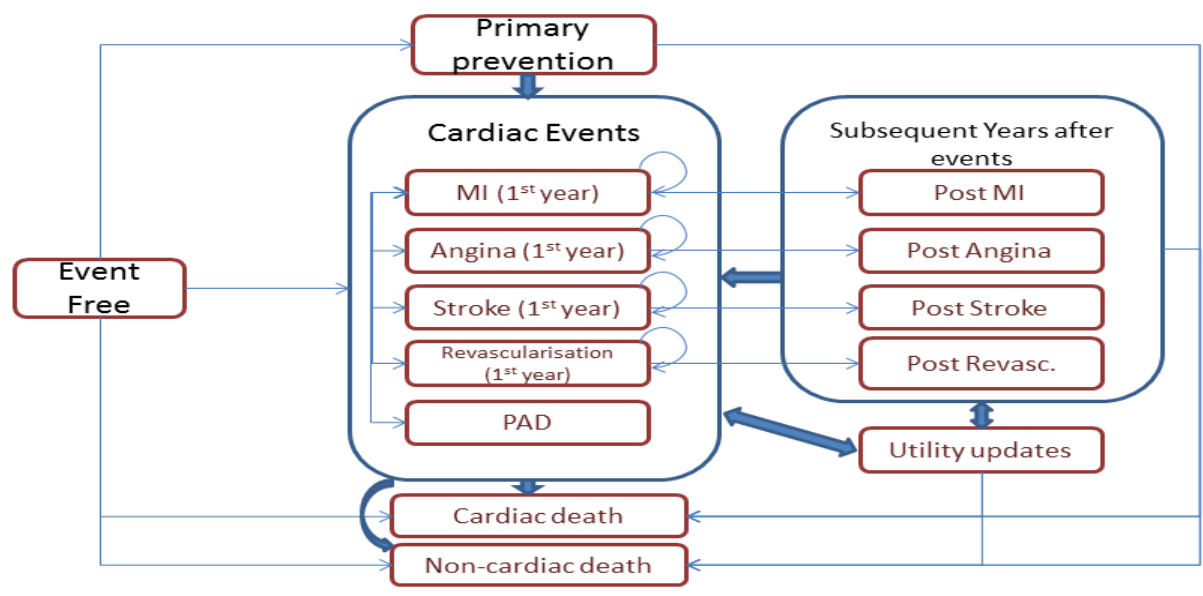 Primary
prevention
Cardiac Events
MI (1st year)
Angina (1st year)
Stroke (1st year)
Revascularisation
(1st year)
PAD
Subsequent Years after
events
Post MI
Post Angina
Post Stroke
Post Revasc.
Event
Free
Utility updates
Cardiac death
Non-cardiac death